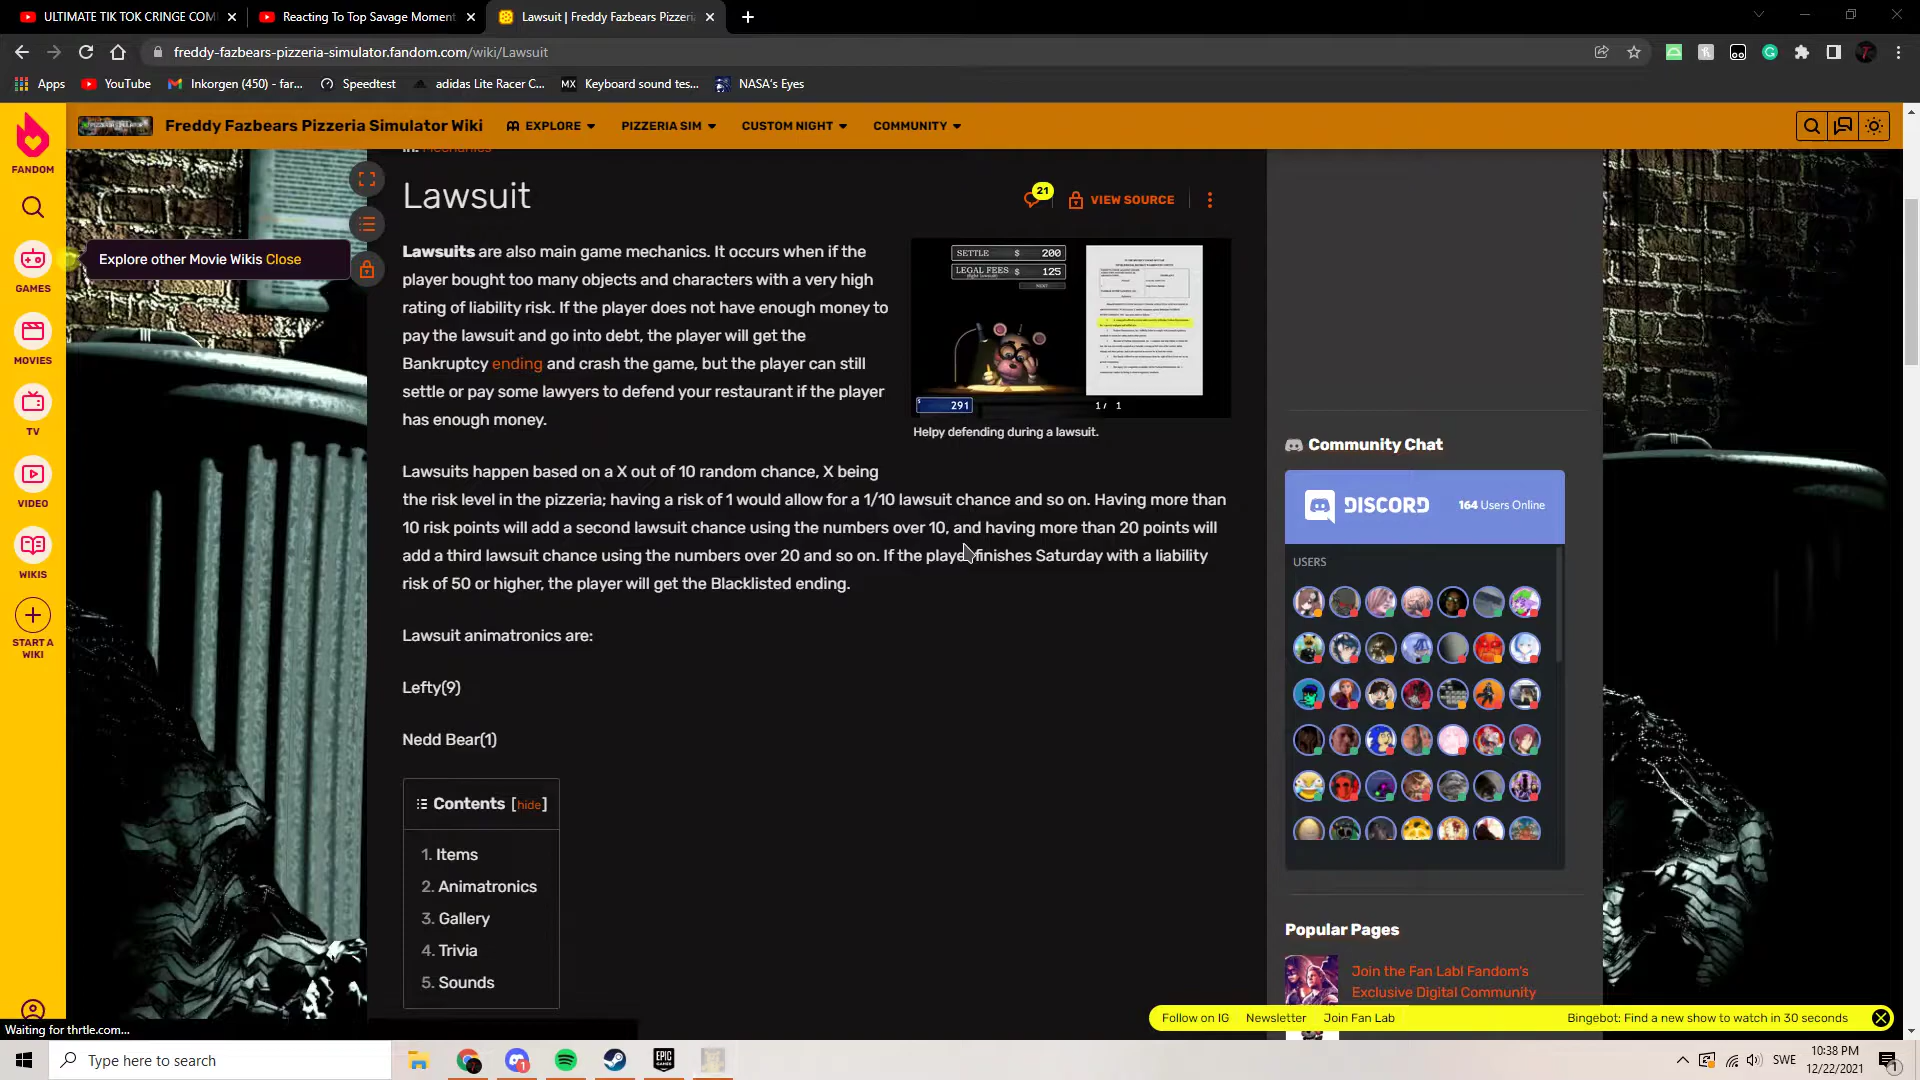 ULTIMATE TIK TOK CRINGE COM
Reacting To Top Savage Moment
Lawsuit | Freddy Fazbears Pizzeri
freddy-fazbears-pizzeria-simulator.fandom.com/wiki/Lawsuit
Apps
YouTube
Inkorgen (450) - far...
Speedtest
adidas Lite Racer C...
MX Keyboard sound tes...
NASA's Eyes
Freddy Fazbears Pizzeria Simulator Wiki
EXPLORE
PIZZERIA SIM
CUSTOM NIGHT
COMMUNITY
FANDOM
GAMES
MOVIES
TV
VIDEO
WIKIS
START A
WIKI
Explore other Movie Wikis Close
in: Mechanics
Lawsuit
21
VIEW SOURCE
Lawsuits are also main game mechanics. It occurs when if the
player bought too many objects and characters with a very high
rating of liability risk. If the player does not have enough money to
pay the lawsuit and go into debt, the player will get the
Bankruptcy ending and crash the game, but the player can still
settle or pay some lawyers to defend your restaurant if the player
has enough money.
SETTLE $ 200
LEGAL FEES $ 125
$ 291
1 / 1
Helpy defending during a lawsuit.
Lawsuits happen based on a X out of 10 random chance, X being
the risk level in the pizzeria; having a risk of 1 would allow for a 1/10 lawsuit chance and so on. Having more than
10 risk points will add a second lawsuit chance using the numbers over 10, and having more than 20 points will
add a third lawsuit chance using the numbers over 20 and so on. If the player finishes Saturday with a liability
risk of 50 or higher, the player will get the Blacklisted ending.
Lawsuit animatronics are:
Lefty(9)
Nedd Bear(1)
Contents [hide]
1. Items
2. Animatronics
3. Gallery
4. Trivia
5. Sounds
Community Chat
DISCORD
164 Users Online
USERS
Popular Pages
Join the Fan Labl Fandom's
Exclusive Digital Community
Follow on IG
Newsletter
Join Fan Lab
Bingebot: Find a new show to watch in 30 seconds
Waiting for thrtle.com...
Type here to search
1
EPIC
GAMES
SWE
10:38 PM
12/22/2021
1